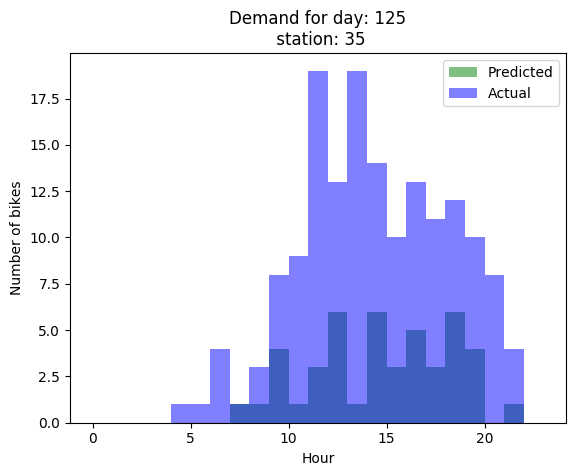 Demand for day: 125
station: 35
Predicted
Actual
17.5
15.0
12.5
10.0
7.5
5.0
2.5
0.0
Number of bikes
0 5 10 15 20
Hour